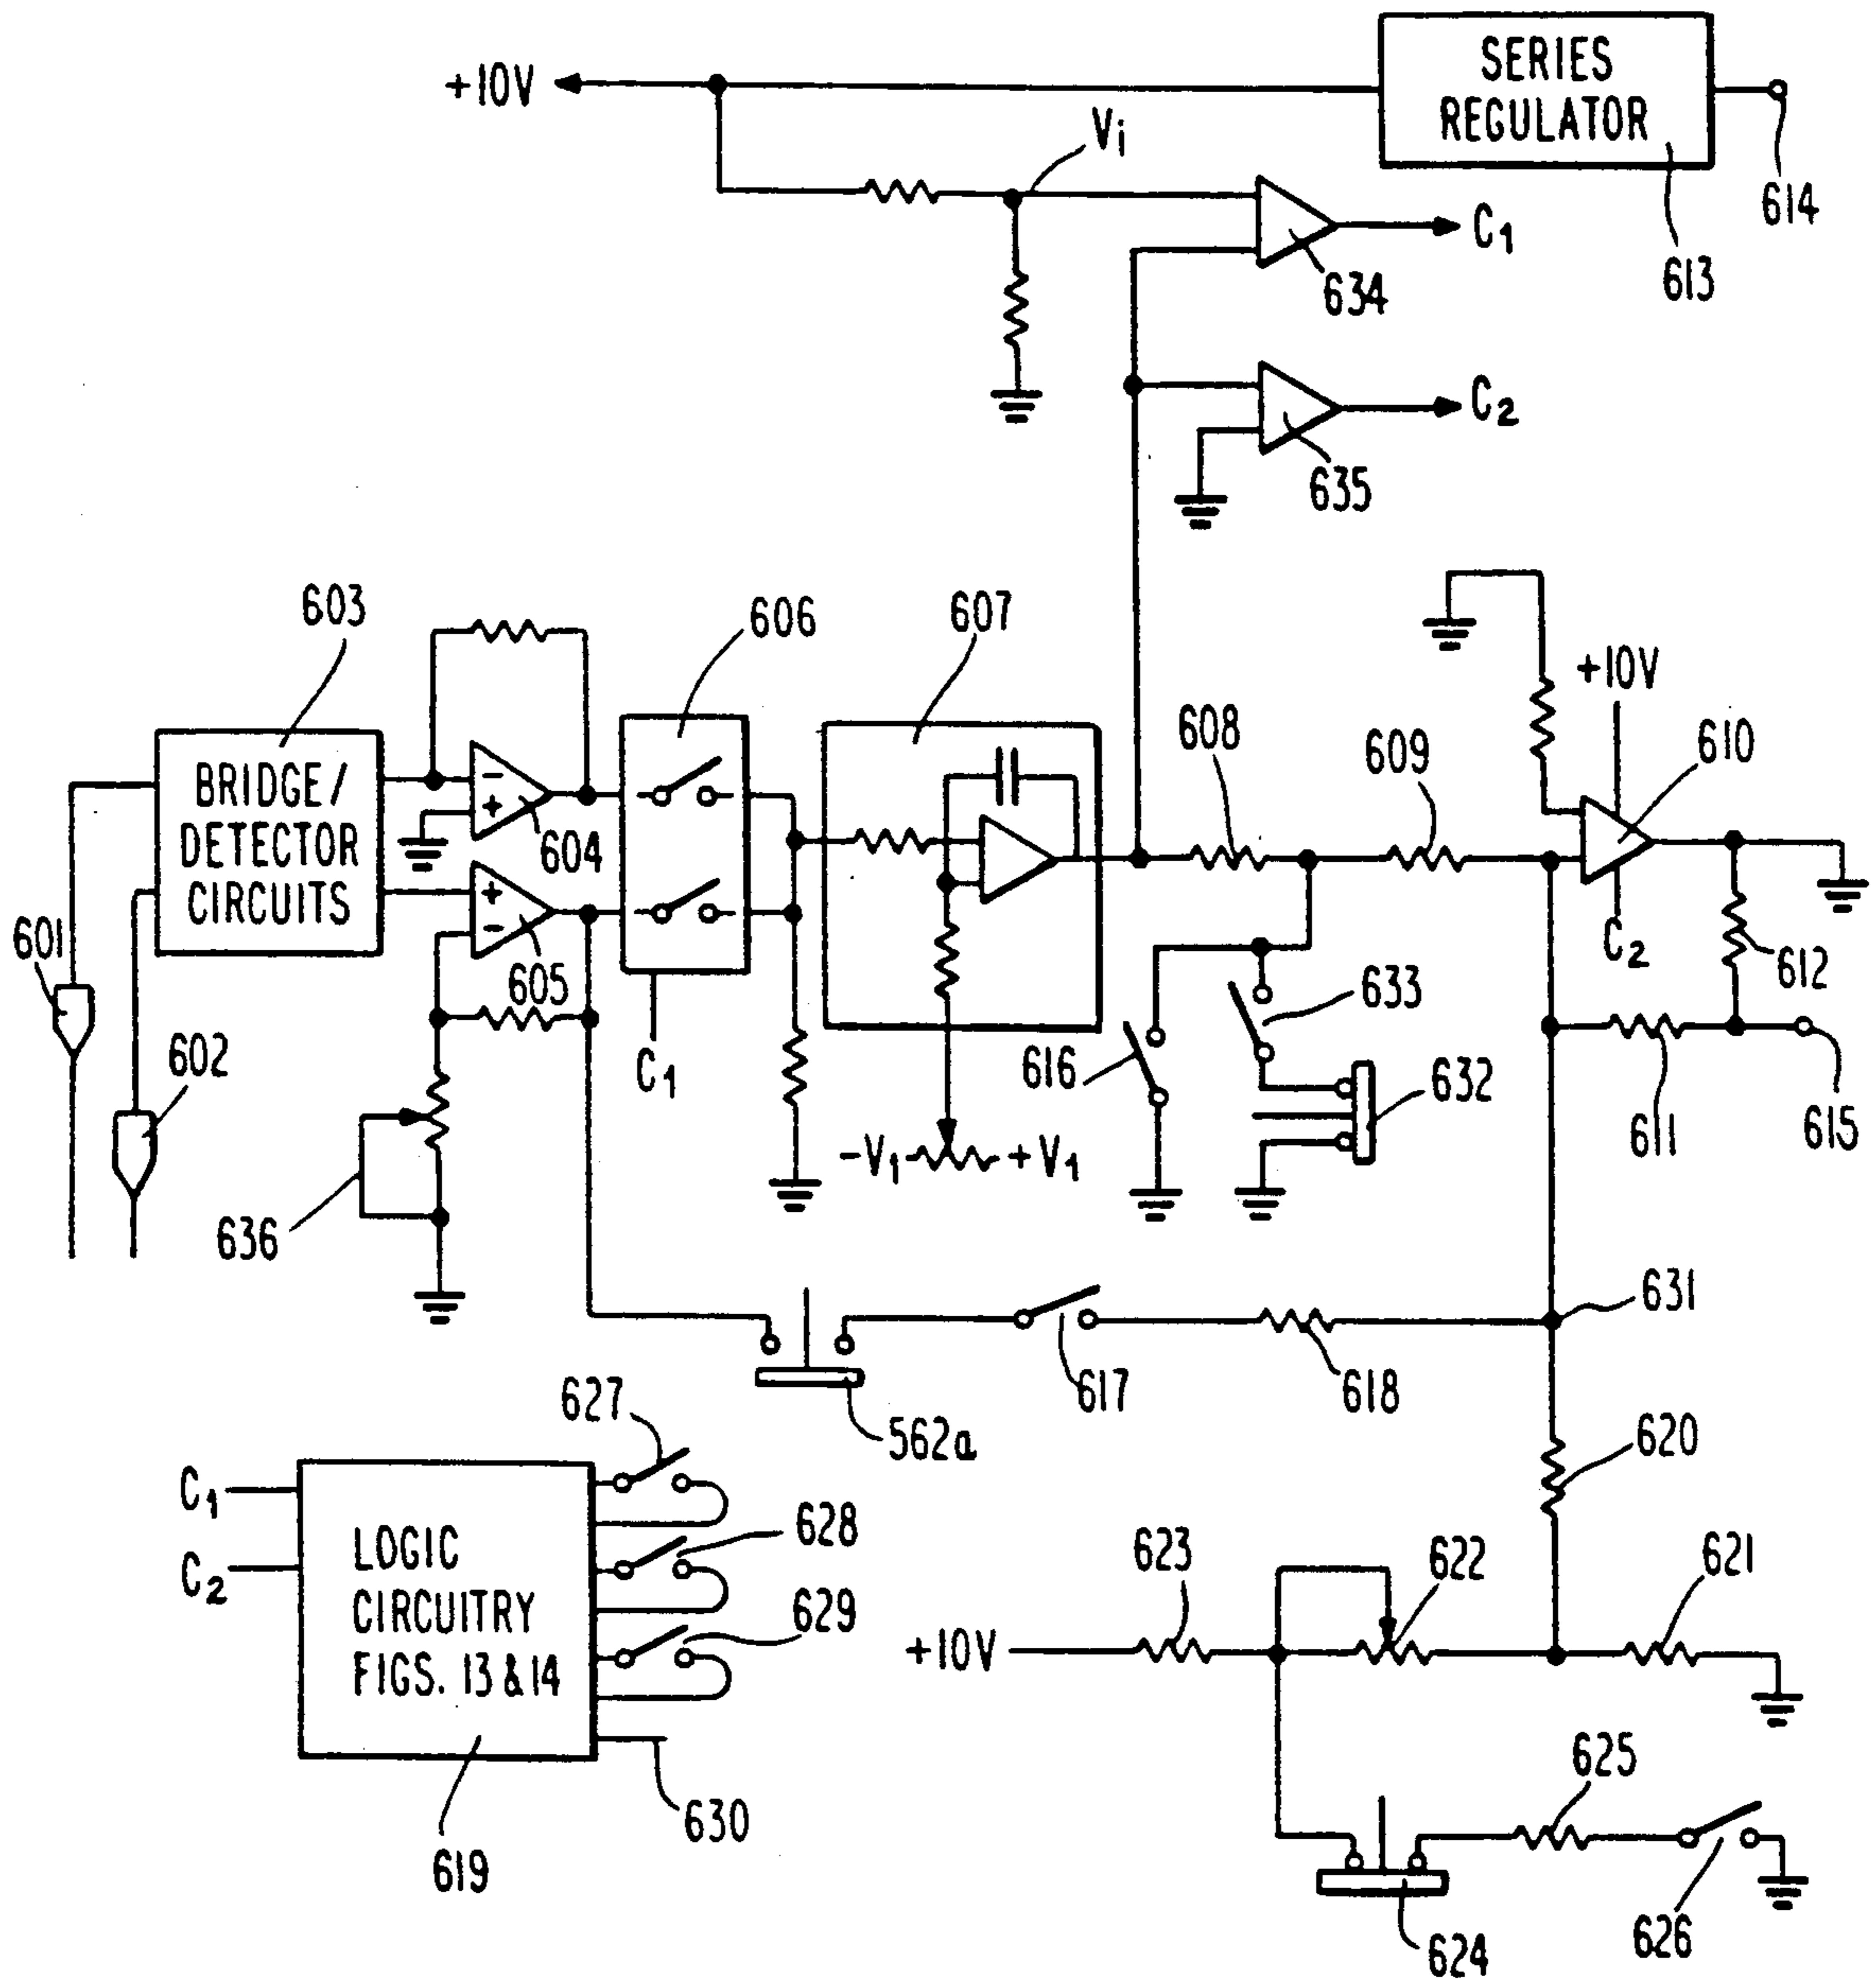 SERIES
REGULATOR
+10V
Vi
614
C1
634
613
C2
635
603
606
607
+10V
608
610
609
BRIDGE/
DETECTOR
CIRCUITS
-
+
604
+
-
605
601
C2
612
633
602
C1
616
632
611
615
-V1
+V1
636
631
617
618
627
562a
620
C1
628
623
622
621
C2
LOGIC
CIRCUITRY
FIGS. 13 & 14
629
+10V
625
630
619
624
626